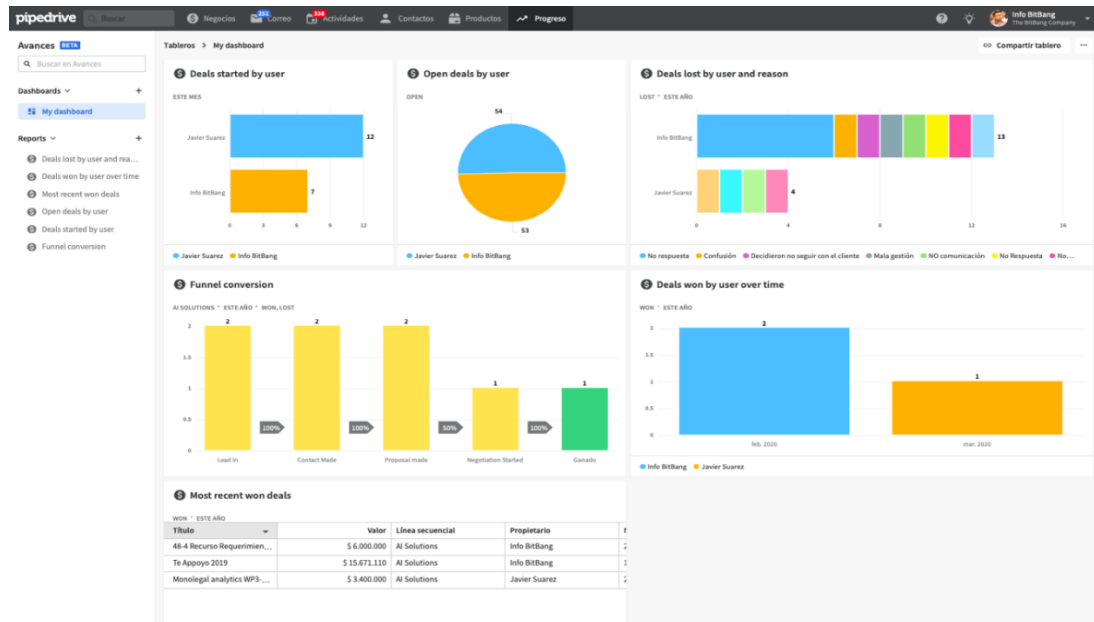 pipedrive
Buscar
Negocios
251
Correo
339
Actividades
Contactos
Productos
Progreso
Info BitBang
The BitBang Company
Avances BETA
Buscar en Avances
Dashboards
My dashboard
Reports
Deals lost by user and rea...
Deals won by user over time
Most recent won deals
Open deals by user
Deals started by user
Funnel conversion
Tableros > My dashboard
Compartir tablero
Deals started by user
ESTE MES
Javier Suarez
12
Info BitBang
7
0 3 6 9 12
Javier Suarez Info BitBang
Open deals by user
OPEN
54
53
Javier Suarez Info BitBang
Deals lost by user and reason
LOST · ESTE AÑO
Info BitBang
13
Javier Suarez
4
0 4 8 12 16
No respuesta Confusión Decidieron no seguir con el cliente Mala gestión NO comunicación No Respuesta No...
Funnel conversion
AI SOLUTIONS · ESTE AÑO · WON, LOST
2 2 2 1 1
2
1.5
1
0.5
0
100% 100% 50% 100%
Lead In Contact Made Proposal made Negotiation Started Ganado
Deals won by user over time
WON · ESTE AÑO
2
1
2
1.5
1
0.5
0
feb. 2020 mar. 2020
Info BitBang Javier Suarez
Most recent won deals
WON · ESTE AÑO
Título Valor Línea secuencial Propietario
48-4 Recurso Requerimien... $ 6.000.000 AI Solutions Info BitBang
Te Appoyo 2019 $ 15.671.110 AI Solutions Info BitBang
Monolegal analytics WP3-... $ 3.400.000 AI Solutions Javier Suarez